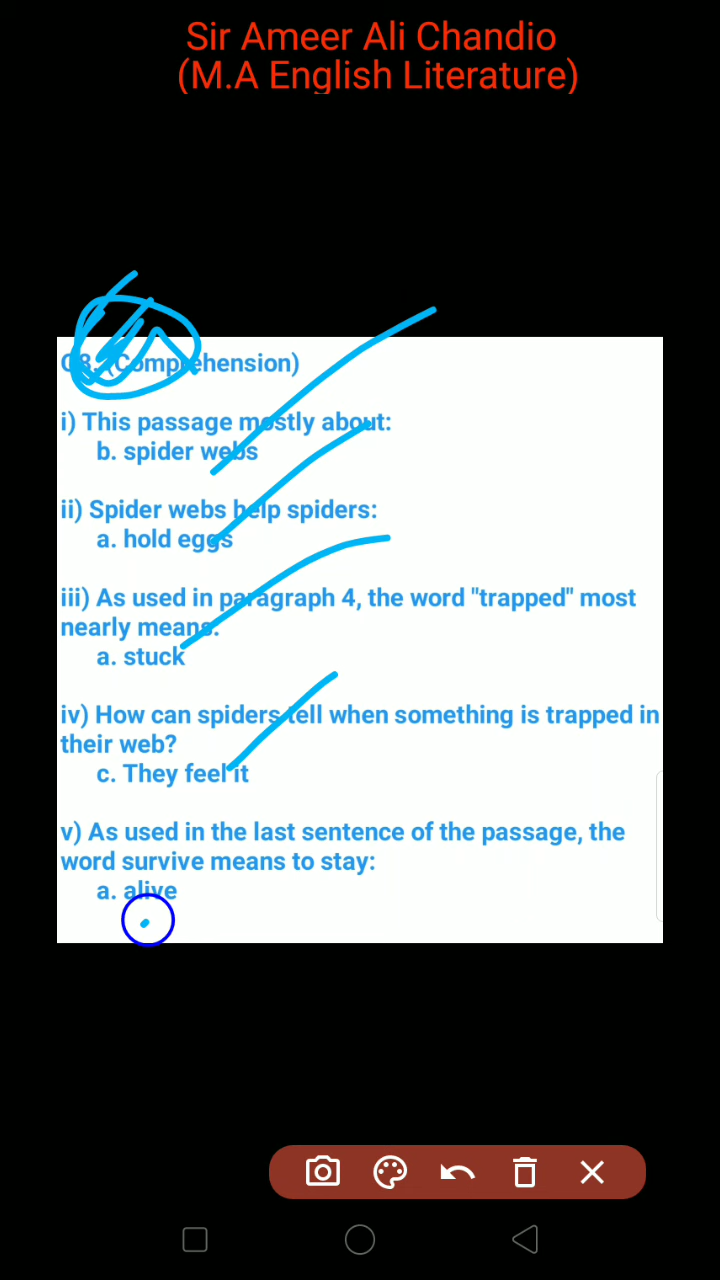 Sir Ameer Ali Chandio
(M.A English Literature)
Q3. (Comprehension)
i) This passage mostly about:
b. spider webs
ii) Spider webs help spiders:
a. hold eggs
iii) As used in paragraph 4, the word "trapped" most
nearly means:
a. stuck
iv) How can spiders tell when something is trapped in
their web?
c. They feel it
v) As used in the last sentence of the passage, the
word survive means to stay:
a. alive